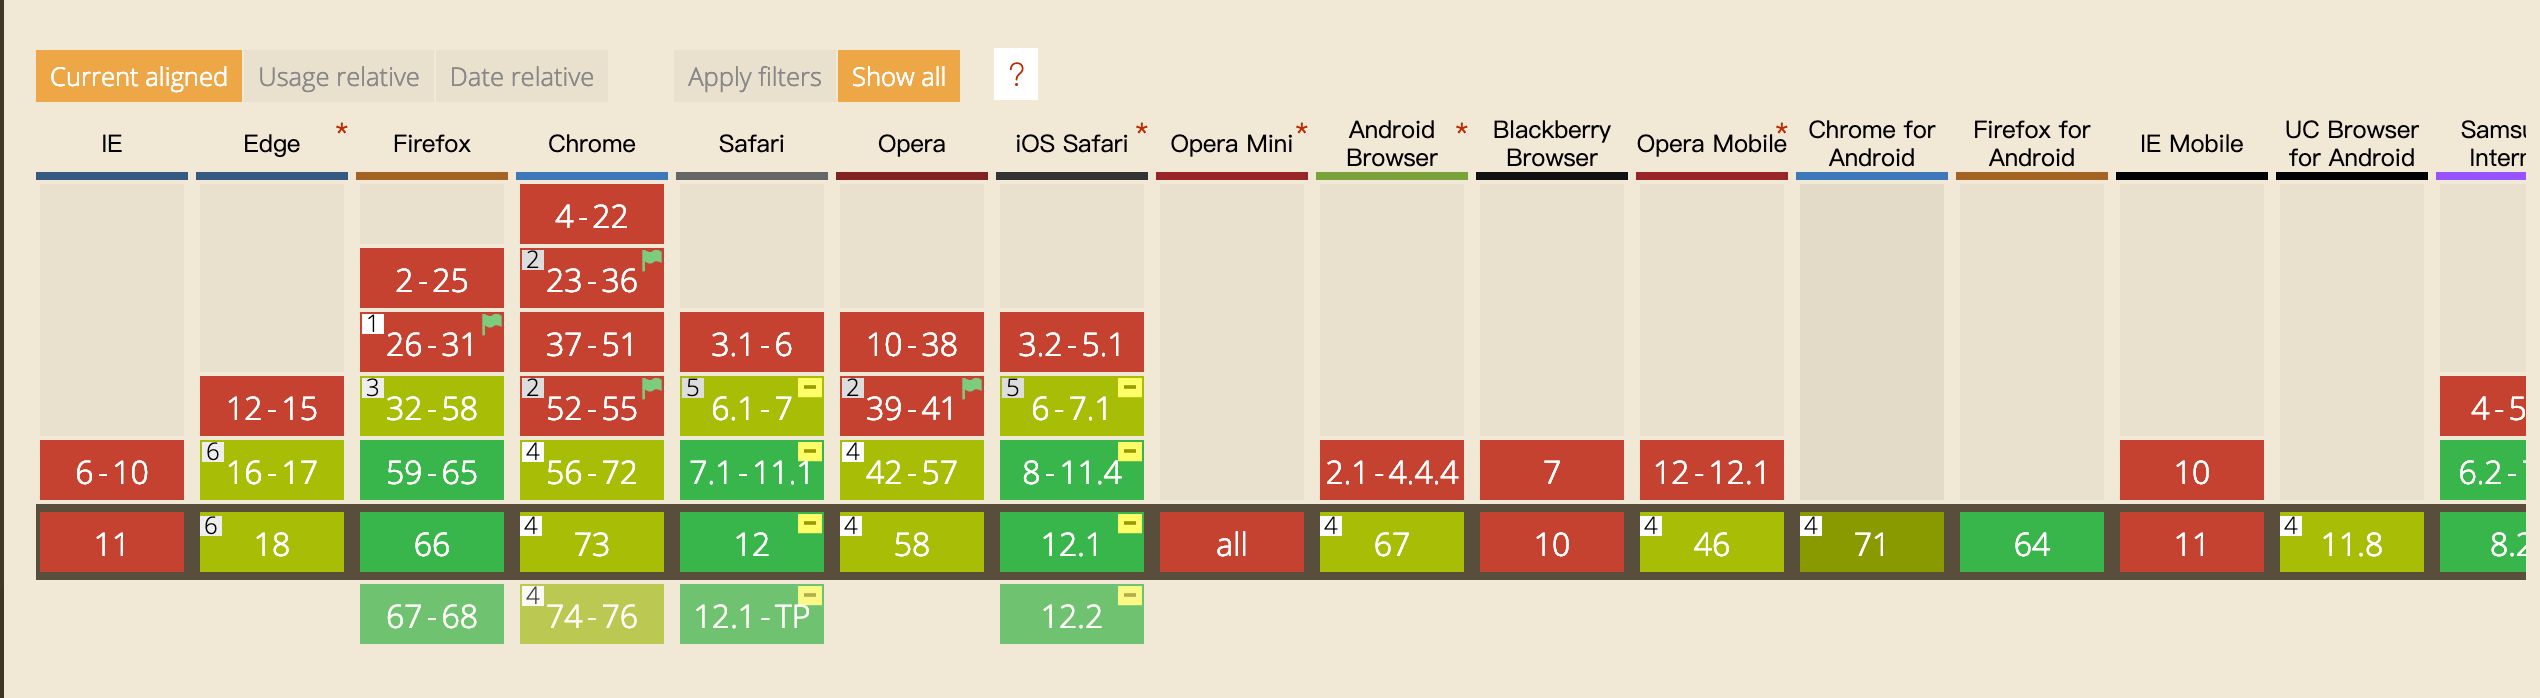 Current aligned Usage relative Date relative Apply filters Show all ?
IE Edge * Firefox Chrome Safari Opera iOS Safari * Opera Mini * Android Browser * Blackberry Browser Opera Mobile * Chrome for Android Firefox for Android IE Mobile UC Browser for Android
4-22
2-25 2 23-36
1 26-31 37-51 3.1-6 10-38 3.2-5.1
12-15 3 32-58 2 52-55 5 6.1-7 2 39-41 5 6-7.1 4-5
6-10 6 16-17 59-65 4 56-72 7.1-11.1 4 42-57 8-11.4 2.1-4.4.4 7 12-12.1 10 6.2-
11 6 18 66 4 73 12 4 58 12.1 all 4 67 10 4 46 4 71 64 11 4 11.8 8.2
67-68 4 74-76 12.1-TP 12.2